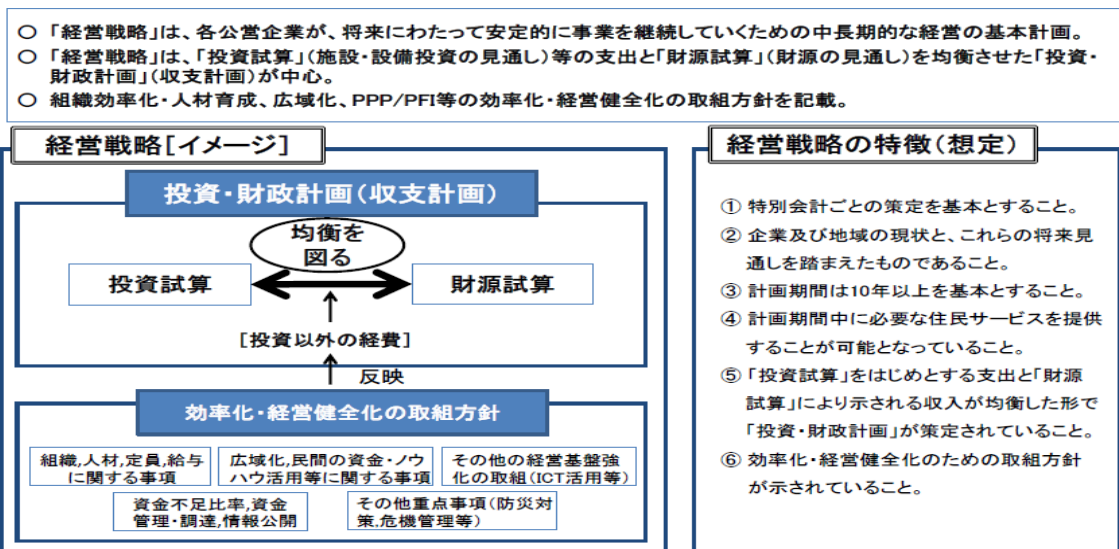 ○ 「経営戦略」は、各公営企業が、将来にわたって安定的に事業を継続していくための中長期的な経営の基本計画。
○ 「経営戦略」は、「投資試算」(施設・設備投資の見通し)等の支出と「財源試算」(財源の見通し)を均衡させた「投資・
財政計画」(収支計画)が中心。
○ 組織効率化・人材育成、広域化、PPP/PFI等の効率化・経営健全化の取組方針を記載。
経営戦略[イメージ]
投資・財政計画(収支計画)
均衡を
図る
投資試算
財源試算
[投資以外の経費]
反映
効率化・経営健全化の取組方針
組織,人材,定員,給与
に関する事項
広域化,民間の資金・ノウ
ハウ活用等に関する事項
その他の経営基盤強
化の取組(ICT活用等)
資金不足比率,資金
管理・調達,情報公開
その他重点事項(防災対
策,危機管理等)
経営戦略の特徴(想定)
① 特別会計ごとの策定を基本とすること。
② 企業及び地域の現状と、これらの将来見
通しを踏まえたものであること。
③ 計画期間は10年以上を基本とすること。
④ 計画期間中に必要な住民サービスを提供
することが可能となっていること。
⑤ 「投資試算」をはじめとする支出と「財源
試算」により示される収入が均衡した形で
「投資・財政計画」が策定されていること。
⑥ 効率化・経営健全化のための取組方針
が示されていること。